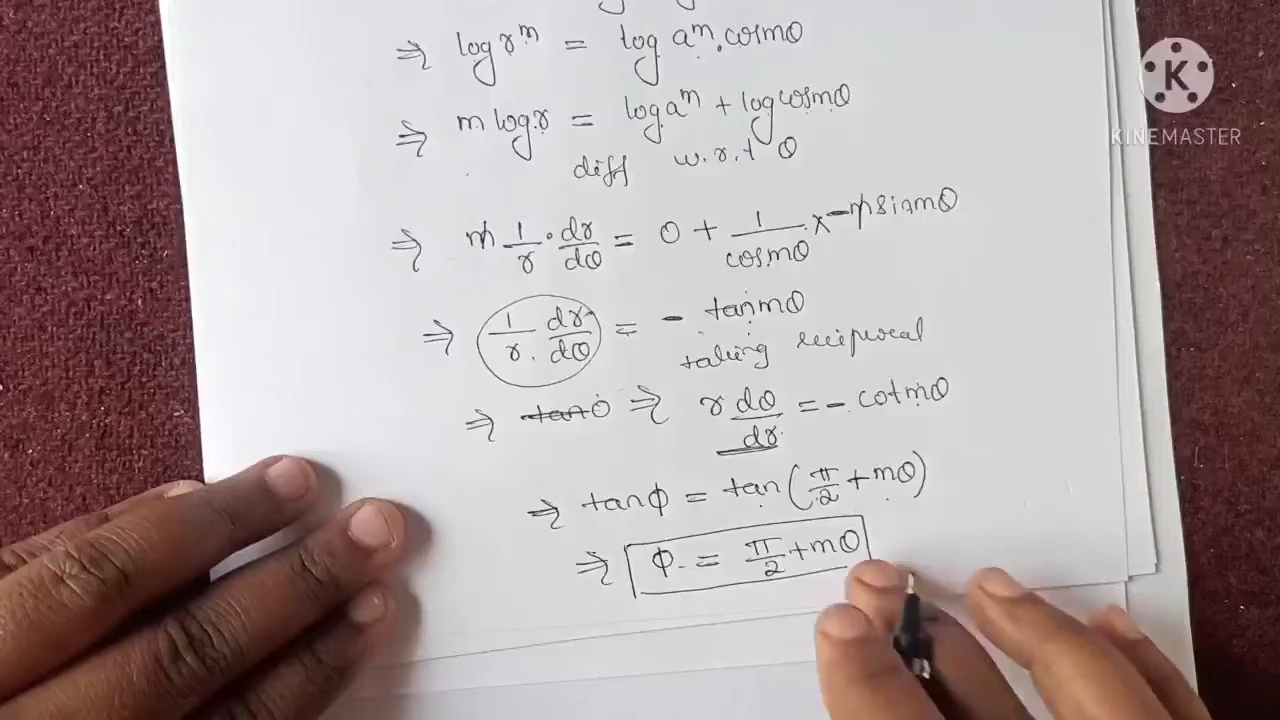 ⇒ log r^m = log a^m . cos mθ
⇒ m log r = log a^m + log cos mθ
diff w.r.t θ
⇒ m 1/r . dr/dθ = 0 + 1/cos mθ × -m sin mθ
⇒ 1/r . dr/dθ = - tan mθ
taking reciprocal
⇒ tan θ ⇒ r dθ/dr = - cot mθ
⇒ tan ϕ = tan (π/2 + mθ)
⇒ ϕ = π/2 + mθ
K
KINEMASTER